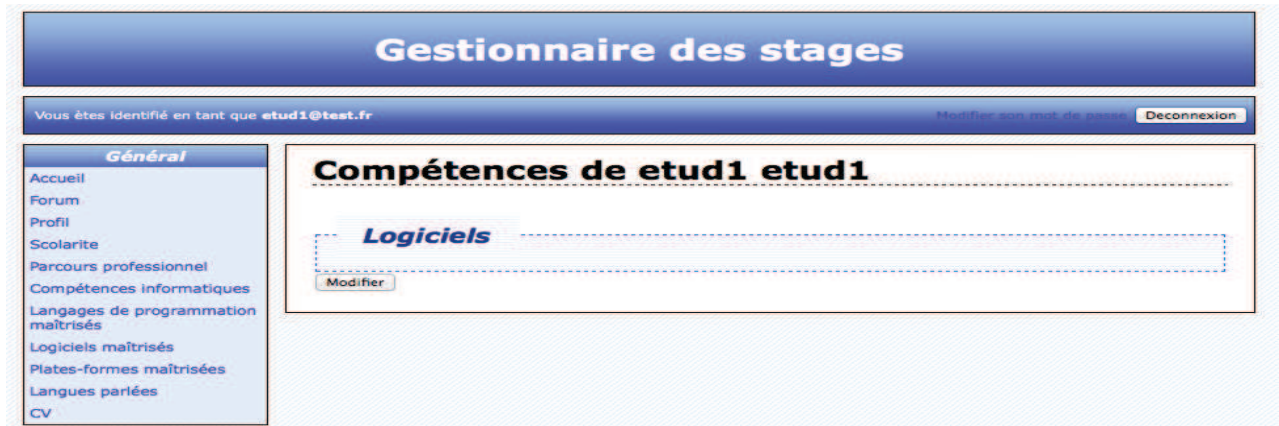 Gestionnaire des stages
Vous êtes identifié en tant que etud1@test.fr
Modifier son mot de passe
Deconnexion
Général
Accueil
Forum
Profil
Scolarite
Parcours professionnel
Compétences informatiques
Langages de programmation
maîtrisés
Logiciels maîtrisés
Plates-formes maîtrisées
Langues parlées
CV
Compétences de etud1 etud1
Logiciels
Modifier